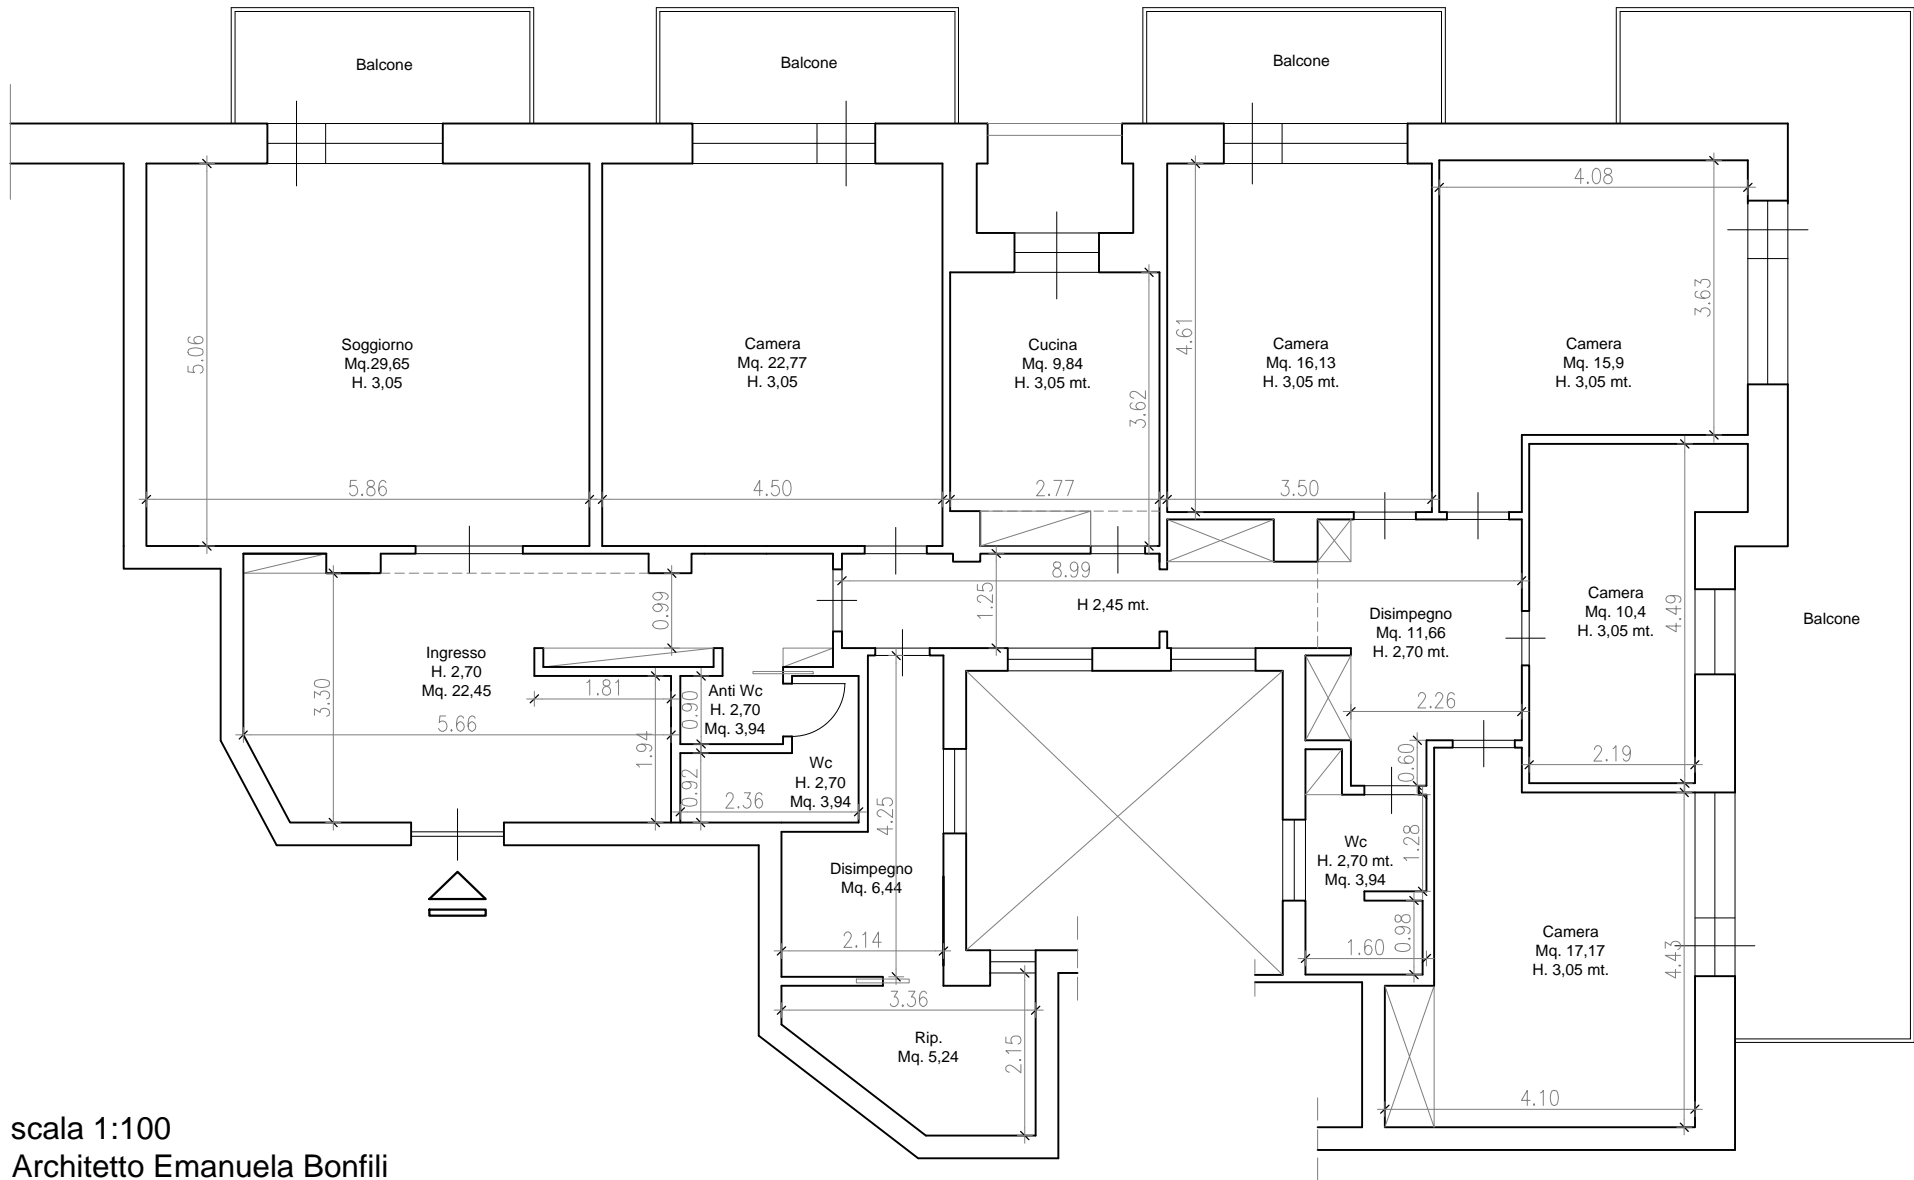 Balcone
Balcone
Balcone
4.08
5.06
Soggiorno
Mq.29,65
H. 3,05
Camera
Mq. 22,77
H. 3,05
Cucina
Mq. 9,84
H. 3,05 mt.
3.62
4.61
Camera
Mq. 16,13
H. 3,05 mt.
Camera
Mq. 15,9
H. 3,05 mt.
3.63
5.86
4.50
2.77
3.50
8.99
1.25
H 2,45 mt.
0.99
Ingresso
H. 2,70
Mq. 22,45
3.30
1.81
5.66
1.94
Anti Wc
H. 2,70
Mq. 3,94
0.90
Wc
H. 2,70
Mq. 3,94
0.92
2.36
4.25
Disimpegno
Mq. 11,66
H. 2,70 mt.
2.26
0.60
Camera
Mq. 10,4
H. 3,05 mt.
4.49
2.19
Balcone
Disimpegno
Mq. 6,44
2.14
Wc
H. 2,70 mt.
Mq. 3,94
1.28
0.98
1.60
Camera
Mq. 17,17
H. 3,05 mt.
4.43
4.10
3.36
Rip.
Mq. 5,24
2.15
scala 1:100
Architetto Emanuela Bonfili